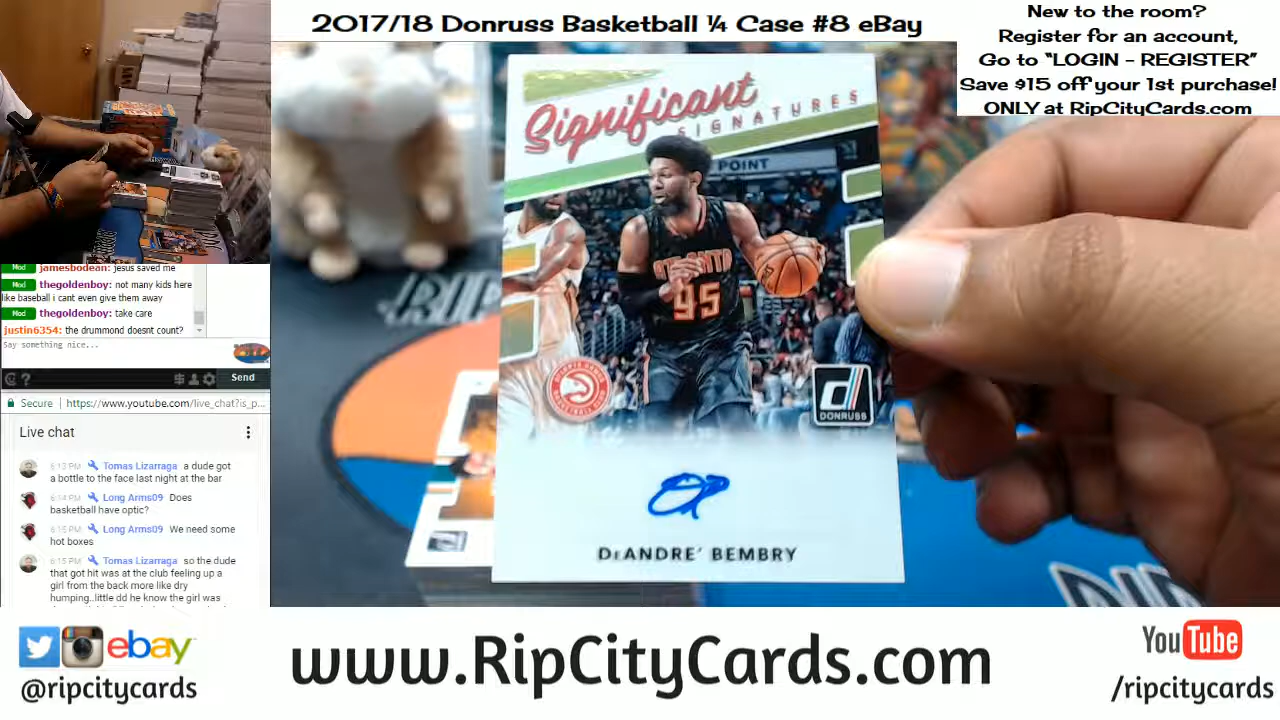 2017/18 Donruss Basketball ¼ Case #8 eBay
New to the room?
Register for an account,
Go to “LOGIN - REGISTER”
Save $15 off your 1st purchase!
ONLY at RipCityCards.com
Significant
SIGNATURES
POINT
ATLANTA
95
DONRUSS
DeANDRE’ BEMBRY
Mod jamesbodean: jesus saved me
Mod thegoldenboy: not many kids here
like baseball i cant even give them away
Mod thegoldenboy: take care
justin6354: the drummond doesnt count?
Say something nice...
Send
Secure https://www.youtube.com/live_chat?is_p...
Live chat
6:13 PM Tomas Lizarraga a dude got
a bottle to the face last night at the
bar
6:14 PM Long Arms09 Does
basketball have optic?
6:15 PM Long Arms09 We need some
hot boxes
6:15 PM Tomas Lizarraga so the dude
that got hit was at the club feeling up a
girl from the back more like dry
humping..little dd he know the girl was
ebay
@ripcitycards
www.RipCityCards.com
YouTube
/ripcitycards